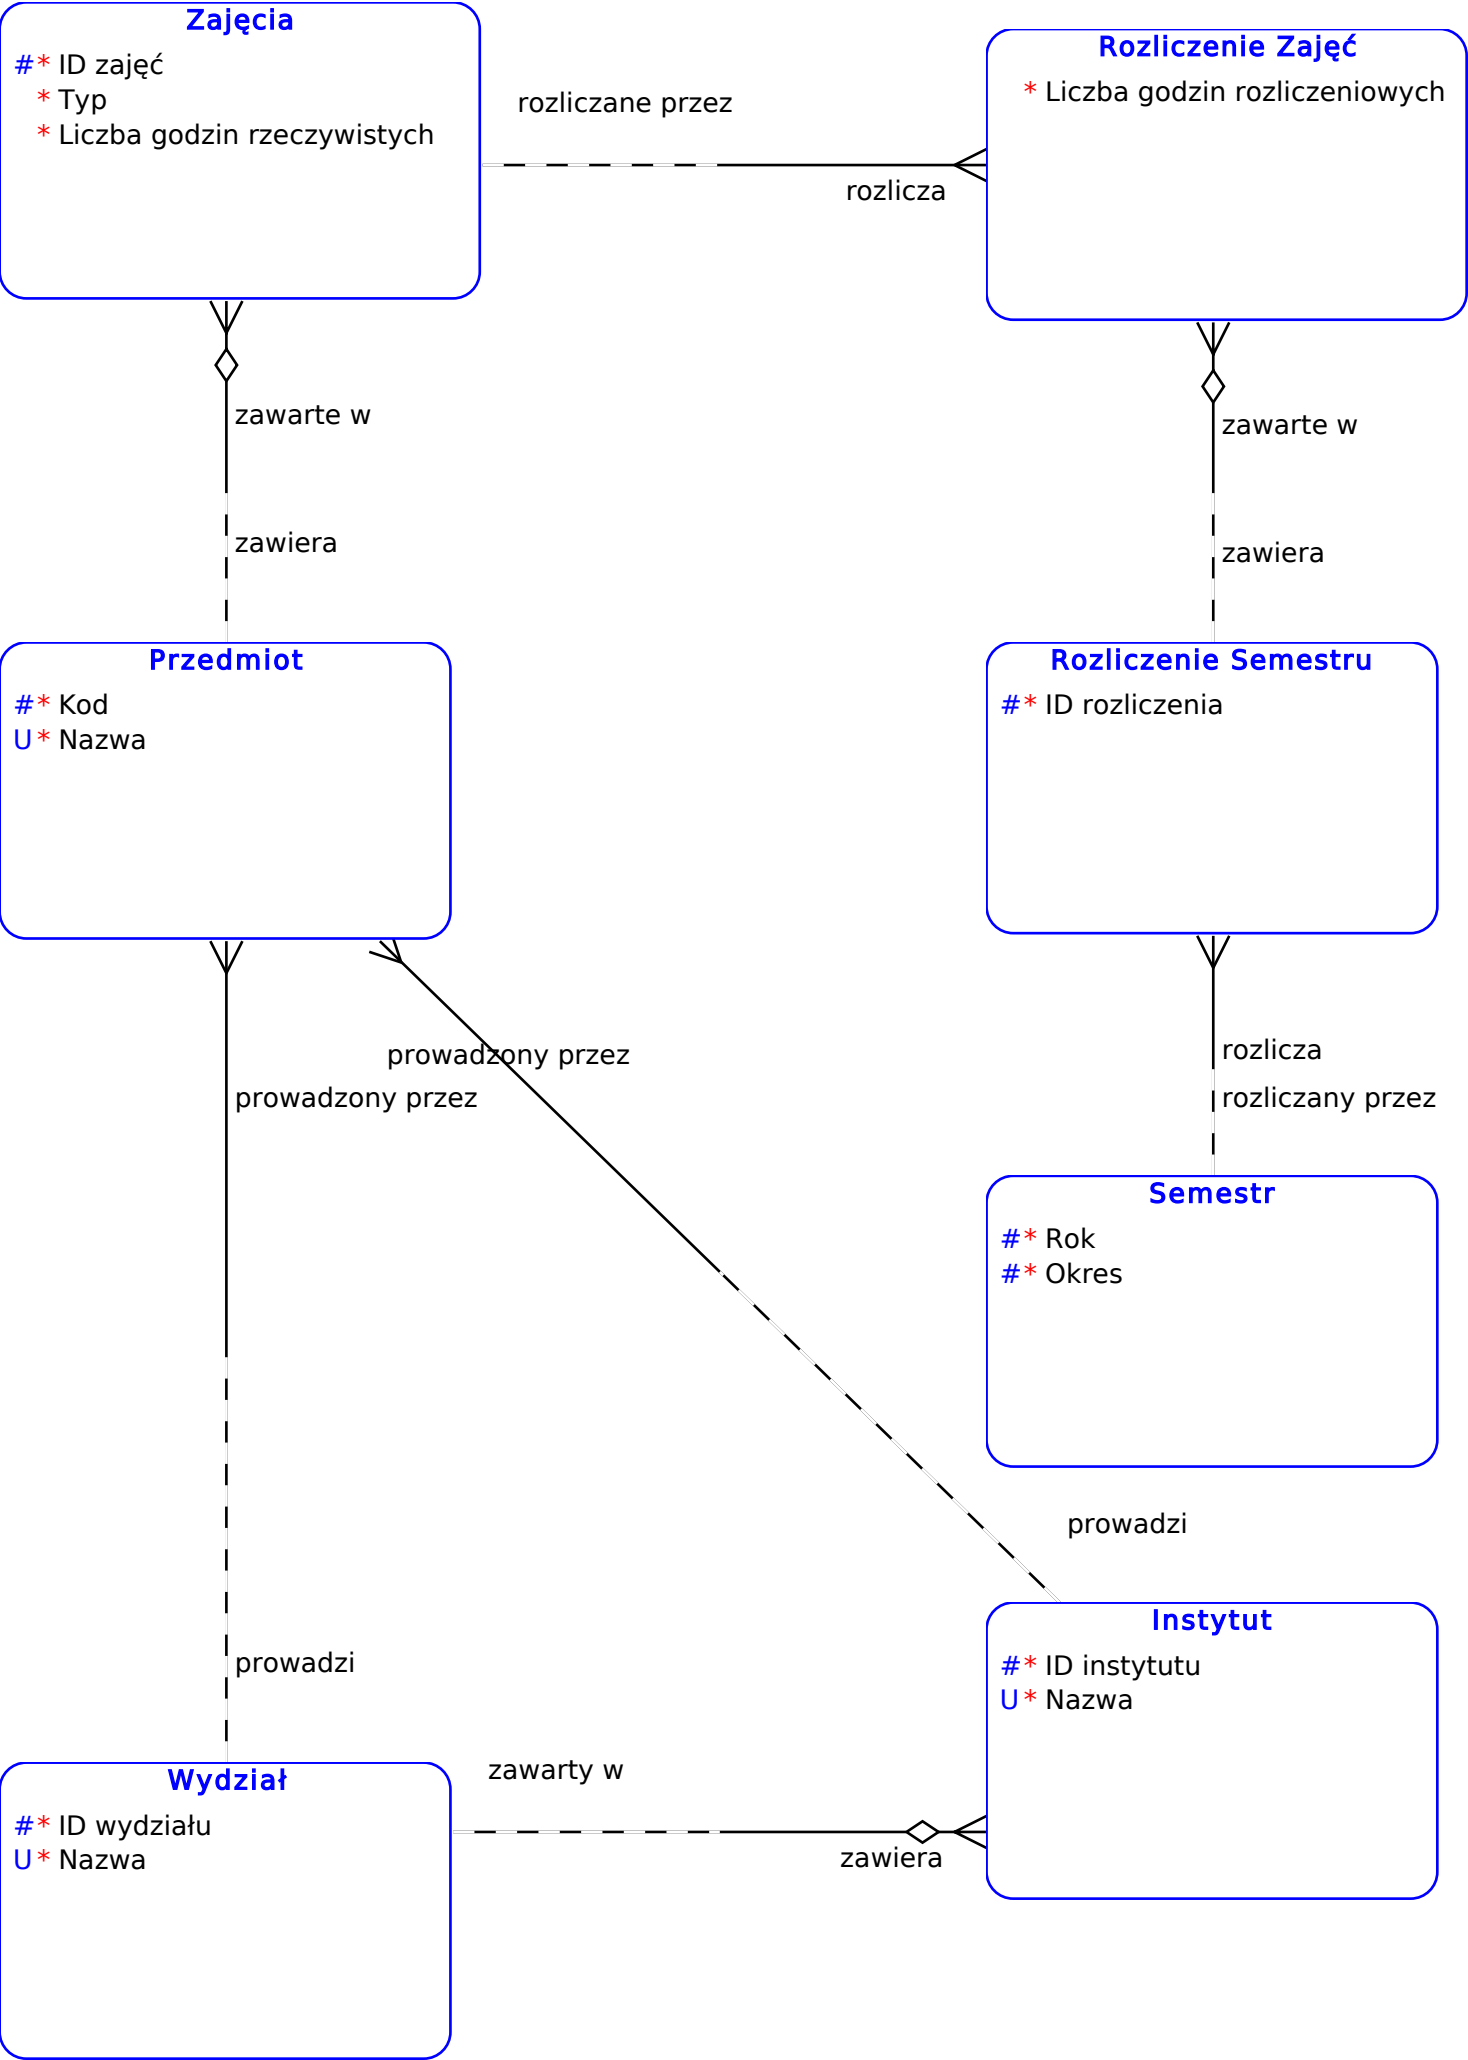 Zajęcia
#* ID zajęć
* Typ
* Liczba godzin rzeczywistych
rozliczane przez
rozlicza
Rozliczenie Zajęć
* Liczba godzin rozliczeniowych
zawarte w
zawiera
zawarte w
zawiera
Przedmiot
#* Kod
U* Nazwa
Rozliczenie Semestru
#* ID rozliczenia
prowadzony przez
prowadzony przez
rozlicza
rozliczany przez
Semestr
#* Rok
#* Okres
prowadzi
prowadzi
Instytut
#* ID instytutu
U* Nazwa
Wydział
#* ID wydziału
U* Nazwa
zawarty w
zawiera